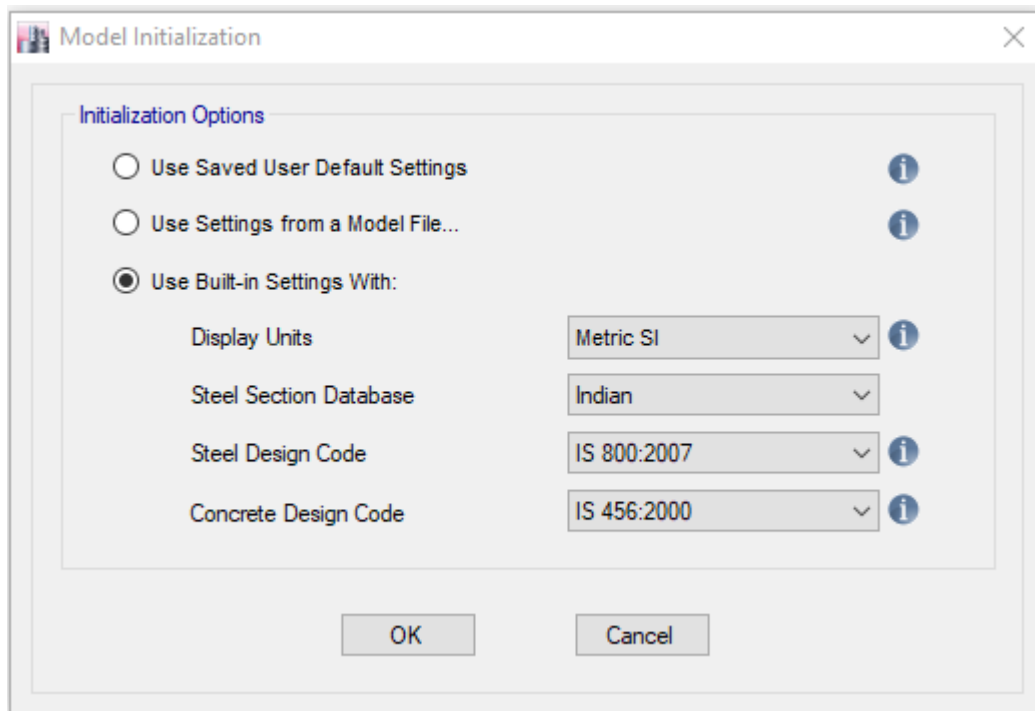 Model Initialization
Initialization Options
Use Saved User Default Settings
Use Settings from a Model File...
Use Built-in Settings With:
Display Units Metric SI
Steel Section Database Indian
Steel Design Code IS 800:2007
Concrete Design Code IS 456:2000
OK Cancel